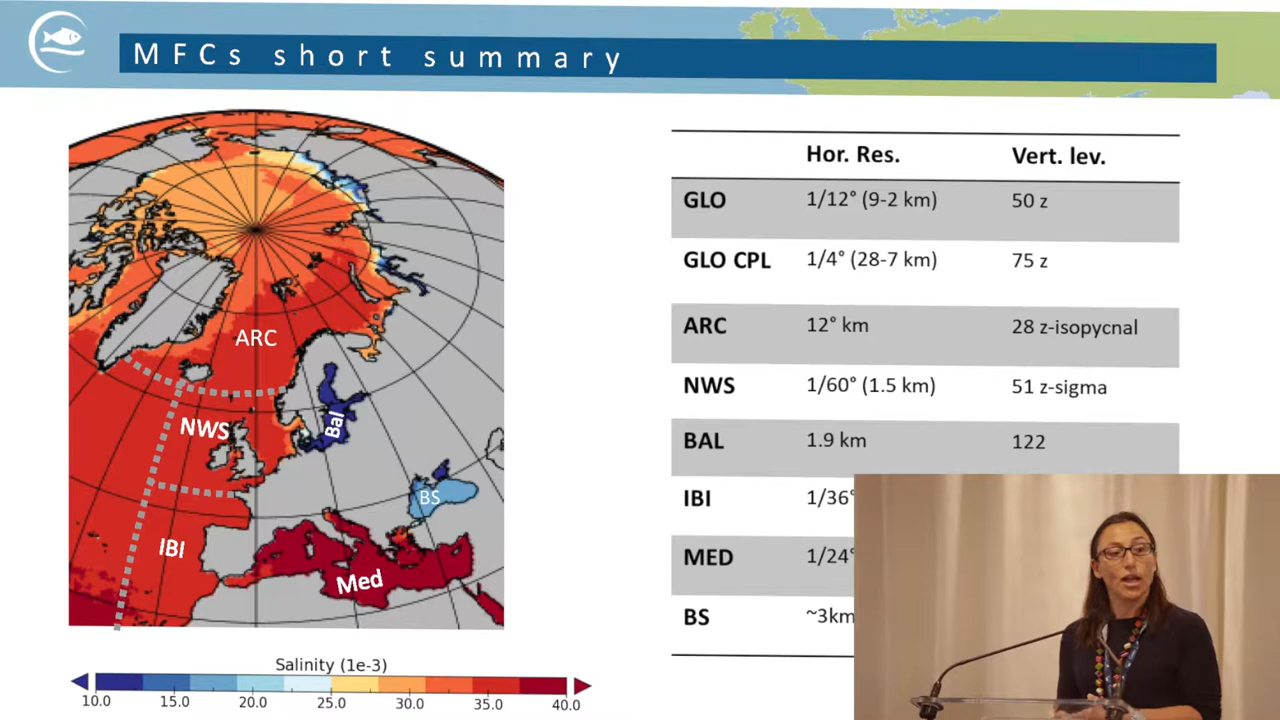 MFCs short summary
Hor. Res. Vert. lev.
GLO 1/12° (9-2 km) 50 z
GLO CPL 1/4° (28-7 km) 75 z
ARC 12° km 28 z-isopycnal
NWS 1/60° (1.5 km) 51 z-sigma
BAL 1.9 km 122
IBI 1/36°
MED 1/24°
BS ~3km
ARC
NWS
Bal
BS
IBI
Med
Salinity (1e-3)
10.0 15.0 20.0 25.0 30.0 35.0 40.0